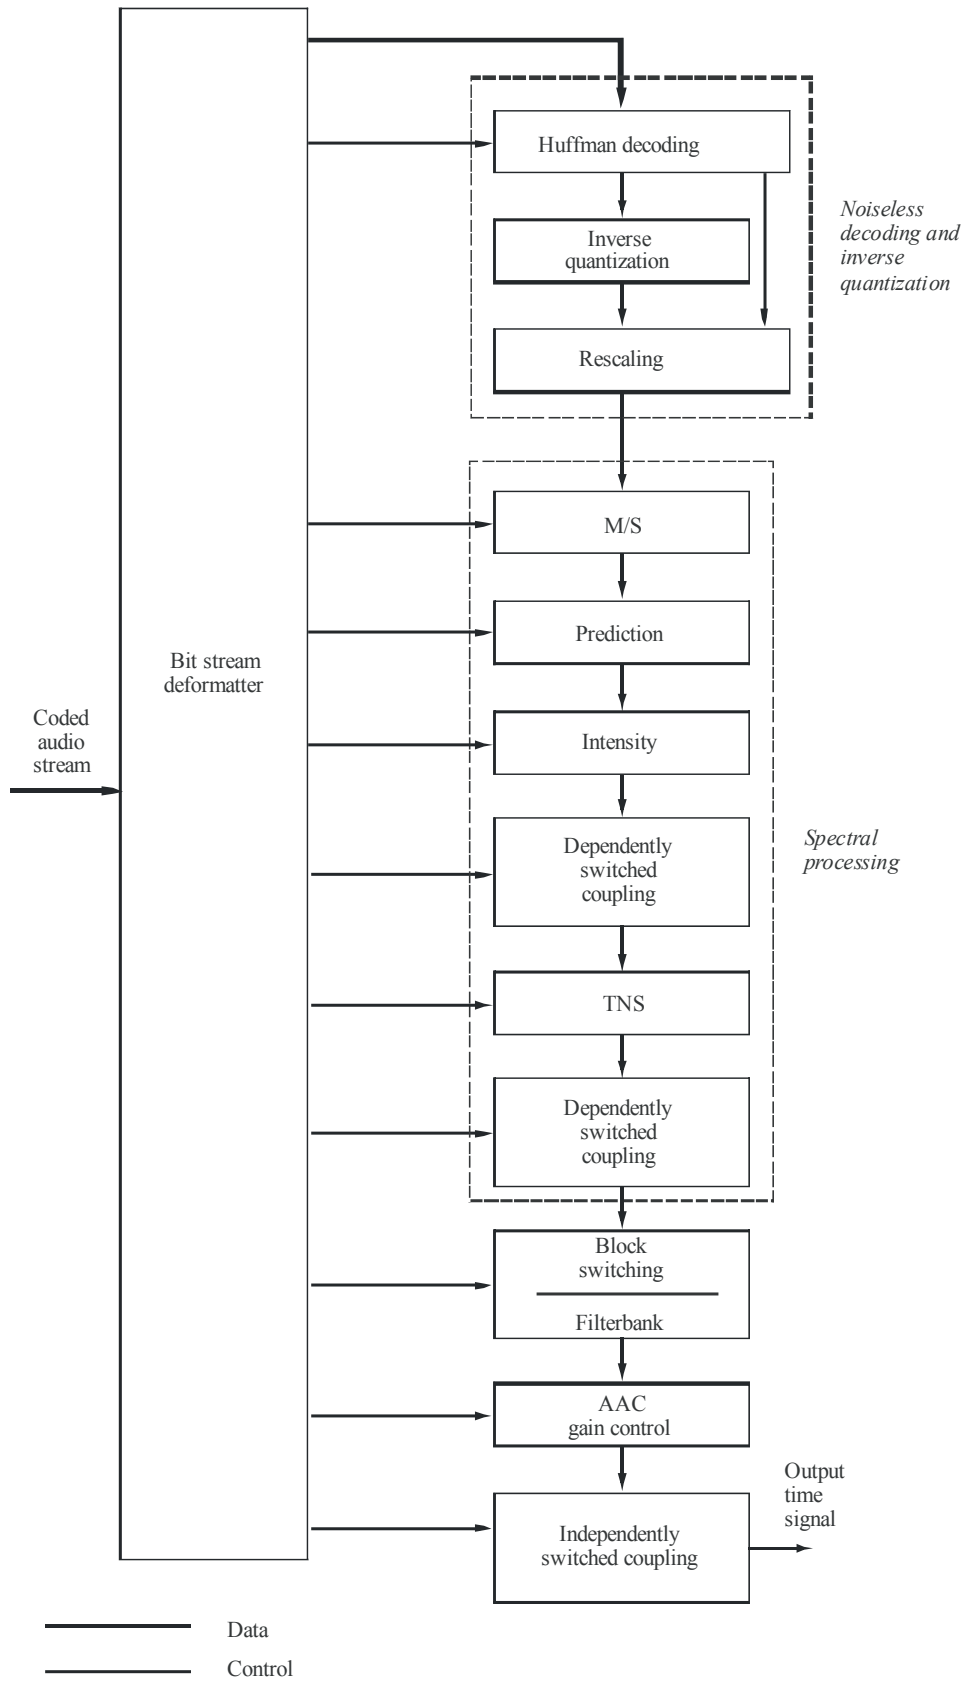 Huffman decoding
Noiseless
decoding and
inverse
quantization
Inverse
quantization
Rescaling
M/S
Prediction
Bit stream
deformatter
Coded
audio
stream
Intensity
Dependently
switched
coupling
Spectral
processing
TNS
Dependently
switched
coupling
Block
switching
Filterbank
AAC
gain control
Output
time
signal
Independently
switched coupling
Data
Control